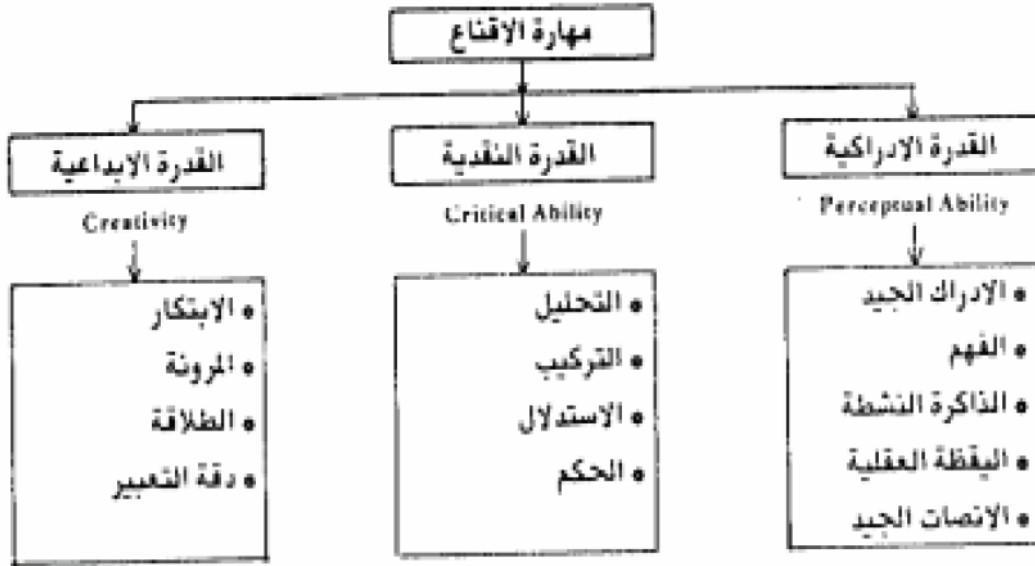 مهارة الاقناع
القدرة الادراكية
القدرة النقدية
القدرة الابداعية
Perceptual Ability
Critical Ability
Creativity
• الادراك الجيد
• الفهم
• الذاكرة النشطة
• اليقظة العقلية
• الانصات الجيد
• التحليل
• التركيب
• الاستدلال
• الحكم
• الابتكار
• المرونة
• الطلاقة
• دقة التعبير